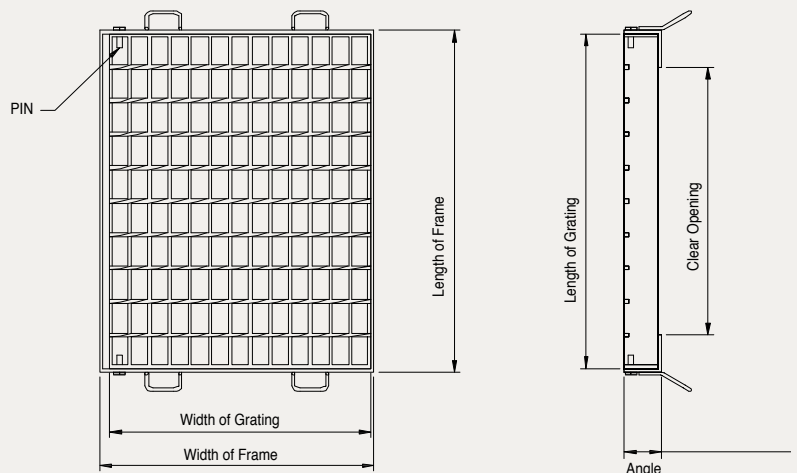 PIN
Length of Frame
Length of Grating
Clear Opening
Width of Grating
Width of Frame
Angle